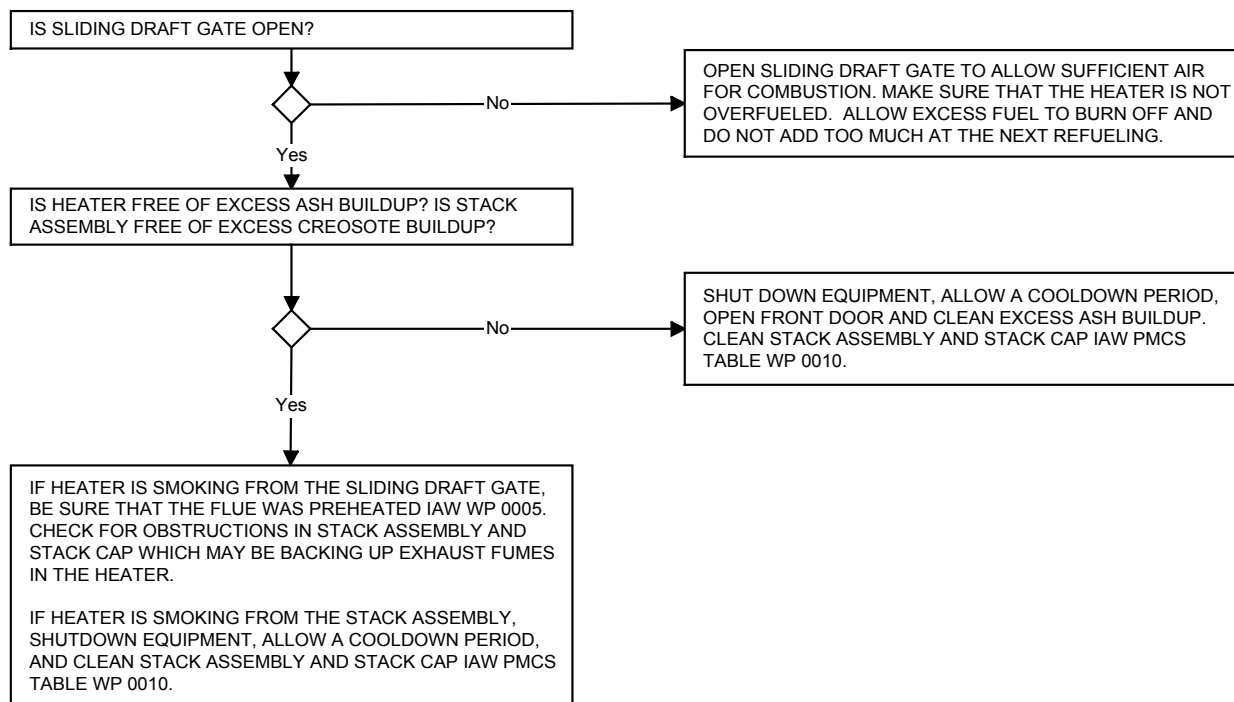 IS SLIDING DRAFT GATE OPEN?
No
OPEN SLIDING DRAFT GATE TO ALLOW SUFFICIENT AIR
FOR COMBUSTION. MAKE SURE THAT THE HEATER IS NOT
OVERFUELED.  ALLOW EXCESS FUEL TO BURN OFF AND
DO NOT ADD TOO MUCH AT THE NEXT REFUELING.
Yes
IS HEATER FREE OF EXCESS ASH BUILDUP? IS STACK
ASSEMBLY FREE OF EXCESS CREOSOTE BUILDUP?
No
SHUT DOWN EQUIPMENT, ALLOW A COOLDOWN PERIOD,
OPEN FRONT DOOR AND CLEAN EXCESS ASH BUILDUP.
CLEAN STACK ASSEMBLY AND STACK CAP IAW PMCS
TABLE WP 0010.
Yes
IF HEATER IS SMOKING FROM THE SLIDING DRAFT GATE,
BE SURE THAT THE FLUE WAS PREHEATED IAW WP 0005.
CHECK FOR OBSTRUCTIONS IN STACK ASSEMBLY AND
STACK CAP WHICH MAY BE BACKING UP EXHAUST FUMES
IN THE HEATER.
IF HEATER IS SMOKING FROM THE STACK ASSEMBLY,
SHUTDOWN EQUIPMENT, ALLOW A COOLDOWN PERIOD,
AND CLEAN STACK ASSEMBLY AND STACK CAP IAW PMCS
TABLE WP 0010.